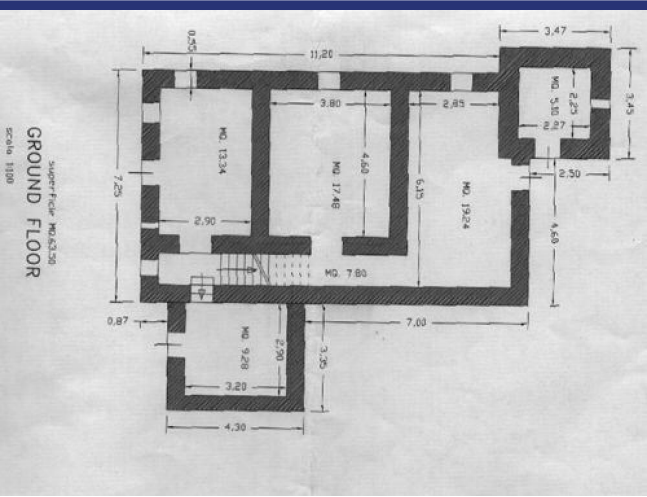 3,47
0,55
11,20
3,45
MQ. 5.10
2,25
2,27
3.80
2,85
MQ. 13.34
4,60
MQ. 17.48
6,15
MQ. 19.24
2,50
7,25
2,90
4,60
MQ. 7.80
0,87
7,00
MQ. 9.28
2,90
3,35
3,20
4,30
superficie MQ.63.50
GROUND FLOOR
scala 1:100